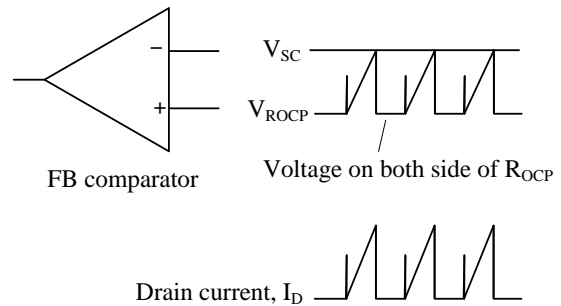 −
+
V_SC
V_ROCP
Voltage on both side of R_OCP
FB comparator
Drain current, I_D